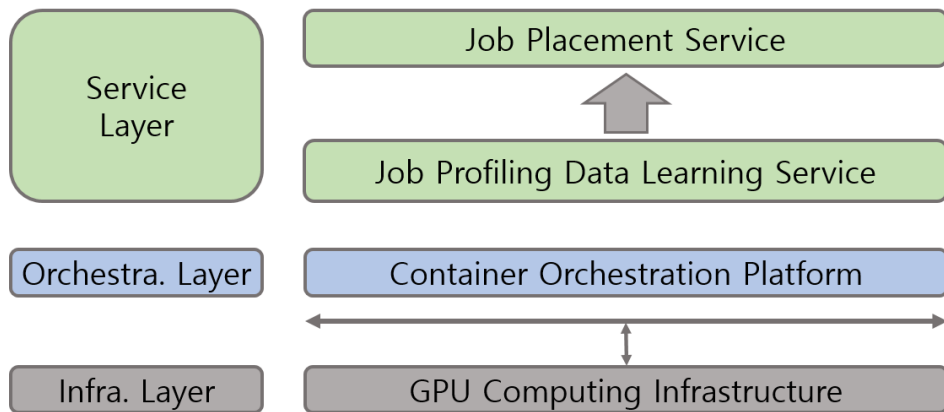 Service
Layer
Job Placement Service
Job Profiling Data Learning Service
Orchestra. Layer
Container Orchestration Platform
Infra. Layer
GPU Computing Infrastructure